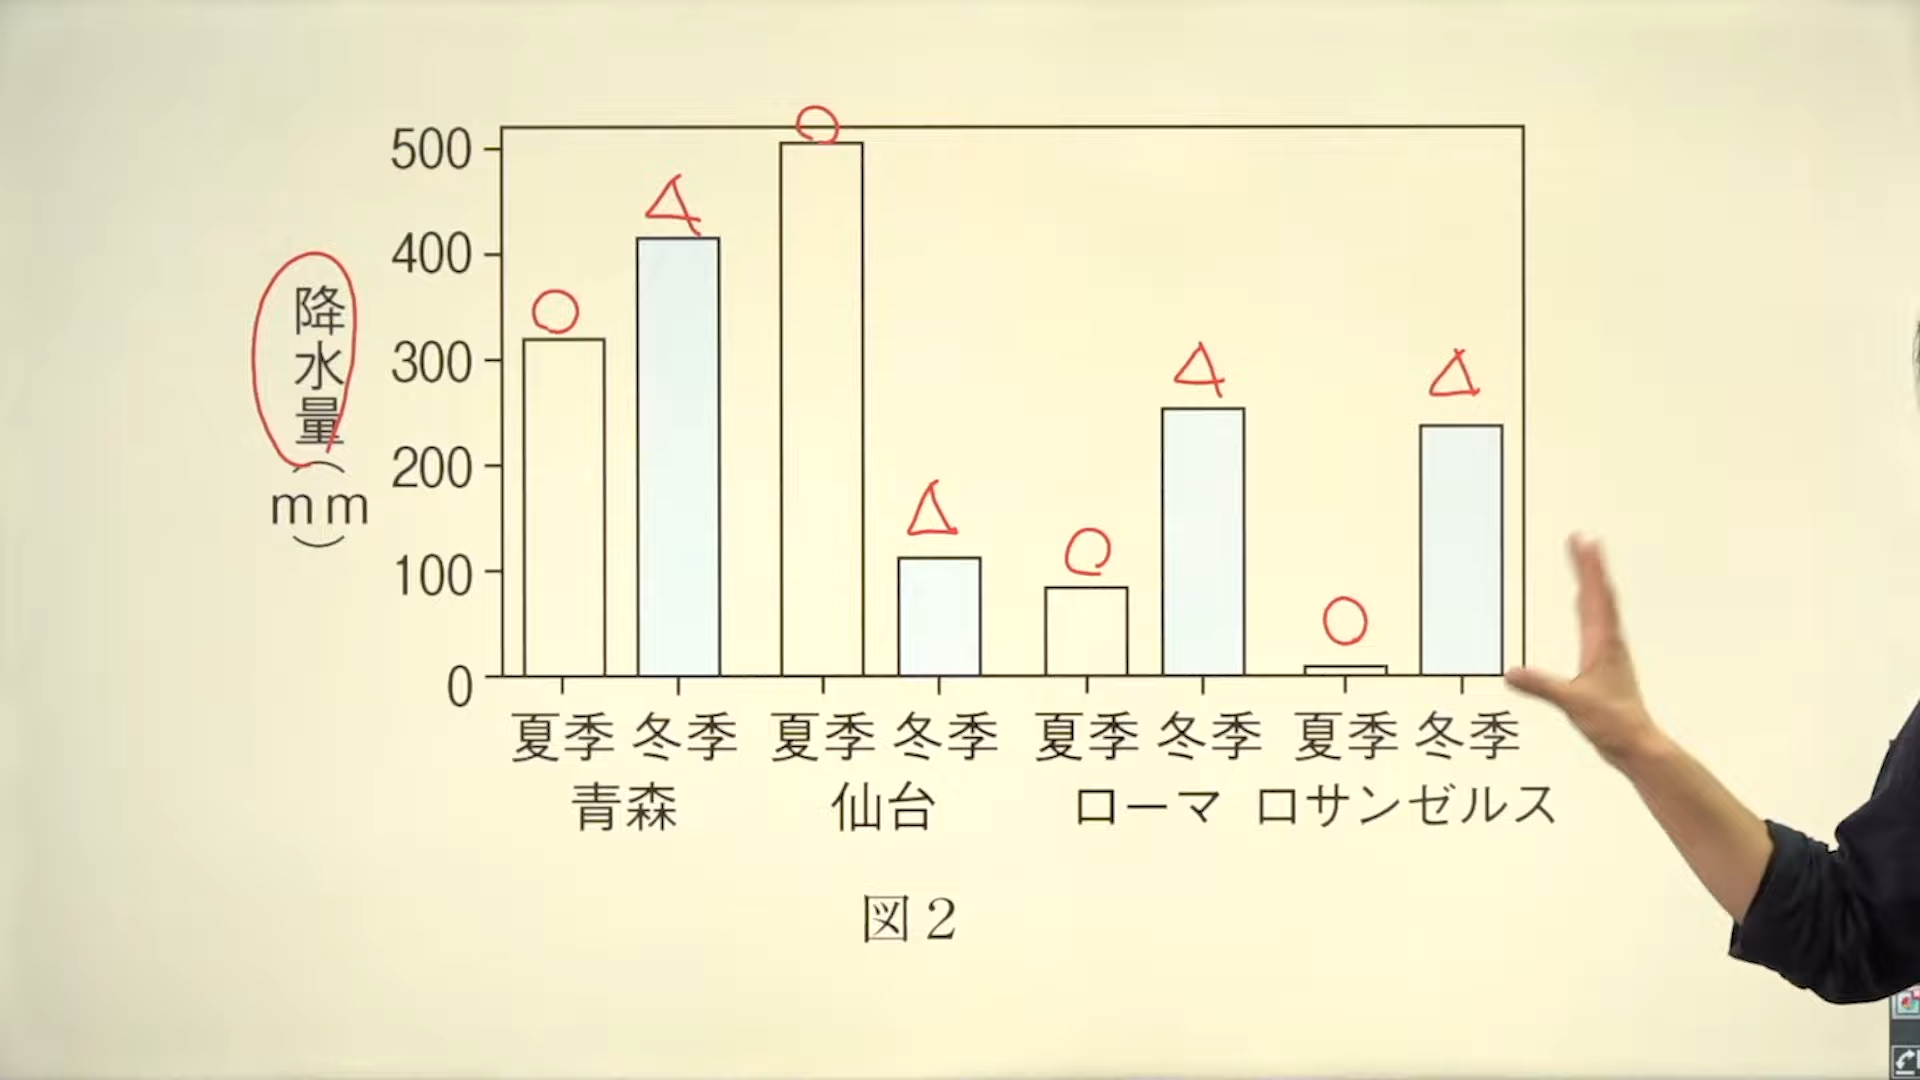 500
400
300
200
100
0
降水量(mm)
夏季 冬季 夏季 冬季 夏季 冬季 夏季 冬季
青森 仙台 ローマ ロサンゼルス
図2